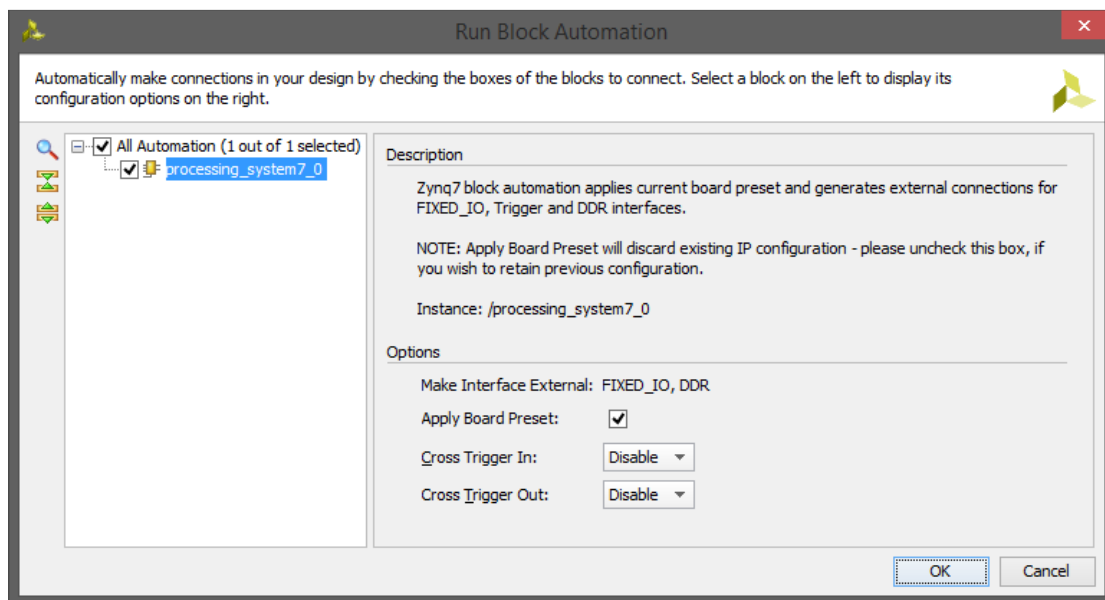 Run Block Automation
Automatically make connections in your design by checking the boxes of the blocks to connect. Select a block on the left to display its
configuration options on the right.
All Automation (1 out of 1 selected)
processing_system7_0
Description
Zynq7 block automation applies current board preset and generates external connections for
FIXED_IO, Trigger and DDR interfaces.
NOTE: Apply Board Preset will discard existing IP configuration - please uncheck this box, if
you wish to retain previous configuration.
Instance: /processing_system7_0
Options
Make Interface External: FIXED_IO, DDR
Apply Board Preset:
Cross Trigger In: Disable
Cross Trigger Out: Disable
OK Cancel